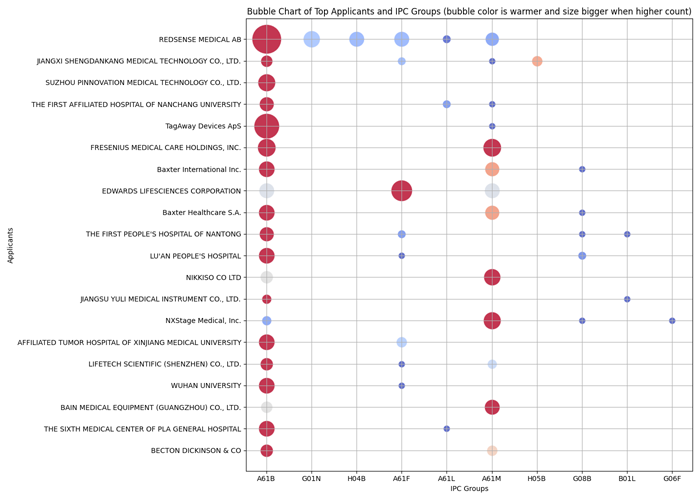 Bubble Chart of Top Applicants and IPC Groups (bubble color is warmer and size bigger when higher count)
REDSENSE MEDICAL AB
JIANGXI SHENGDANKANG MEDICAL TECHNOLOGY CO., LTD.
SUZHOU PINNOVATION MEDICAL TECHNOLOGY CO., LTD.
THE FIRST AFFILIATED HOSPITAL OF NANCHANG UNIVERSITY
TagAway Devices ApS
FRESENIUS MEDICAL CARE HOLDINGS, INC.
Baxter International Inc.
EDWARDS LIFESCIENCES CORPORATION
Baxter Healthcare S.A.
THE FIRST PEOPLE'S HOSPITAL OF NANTONG
LU'AN PEOPLE'S HOSPITAL
NIKKISO CO LTD
JIANGSU YULI MEDICAL INSTRUMENT CO., LTD.
NXStage Medical, Inc.
AFFILIATED TUMOR HOSPITAL OF XINJIANG MEDICAL UNIVERSITY
LIFETECH SCIENTIFIC (SHENZHEN) CO., LTD.
WUHAN UNIVERSITY
BAIN MEDICAL EQUIPMENT (GUANGZHOU) CO., LTD.
THE SIXTH MEDICAL CENTER OF PLA GENERAL HOSPITAL
BECTON DICKINSON & CO
Applicants
A61B G01N H04B A61F A61L A61M H05B G08B B01L G06F
IPC Groups